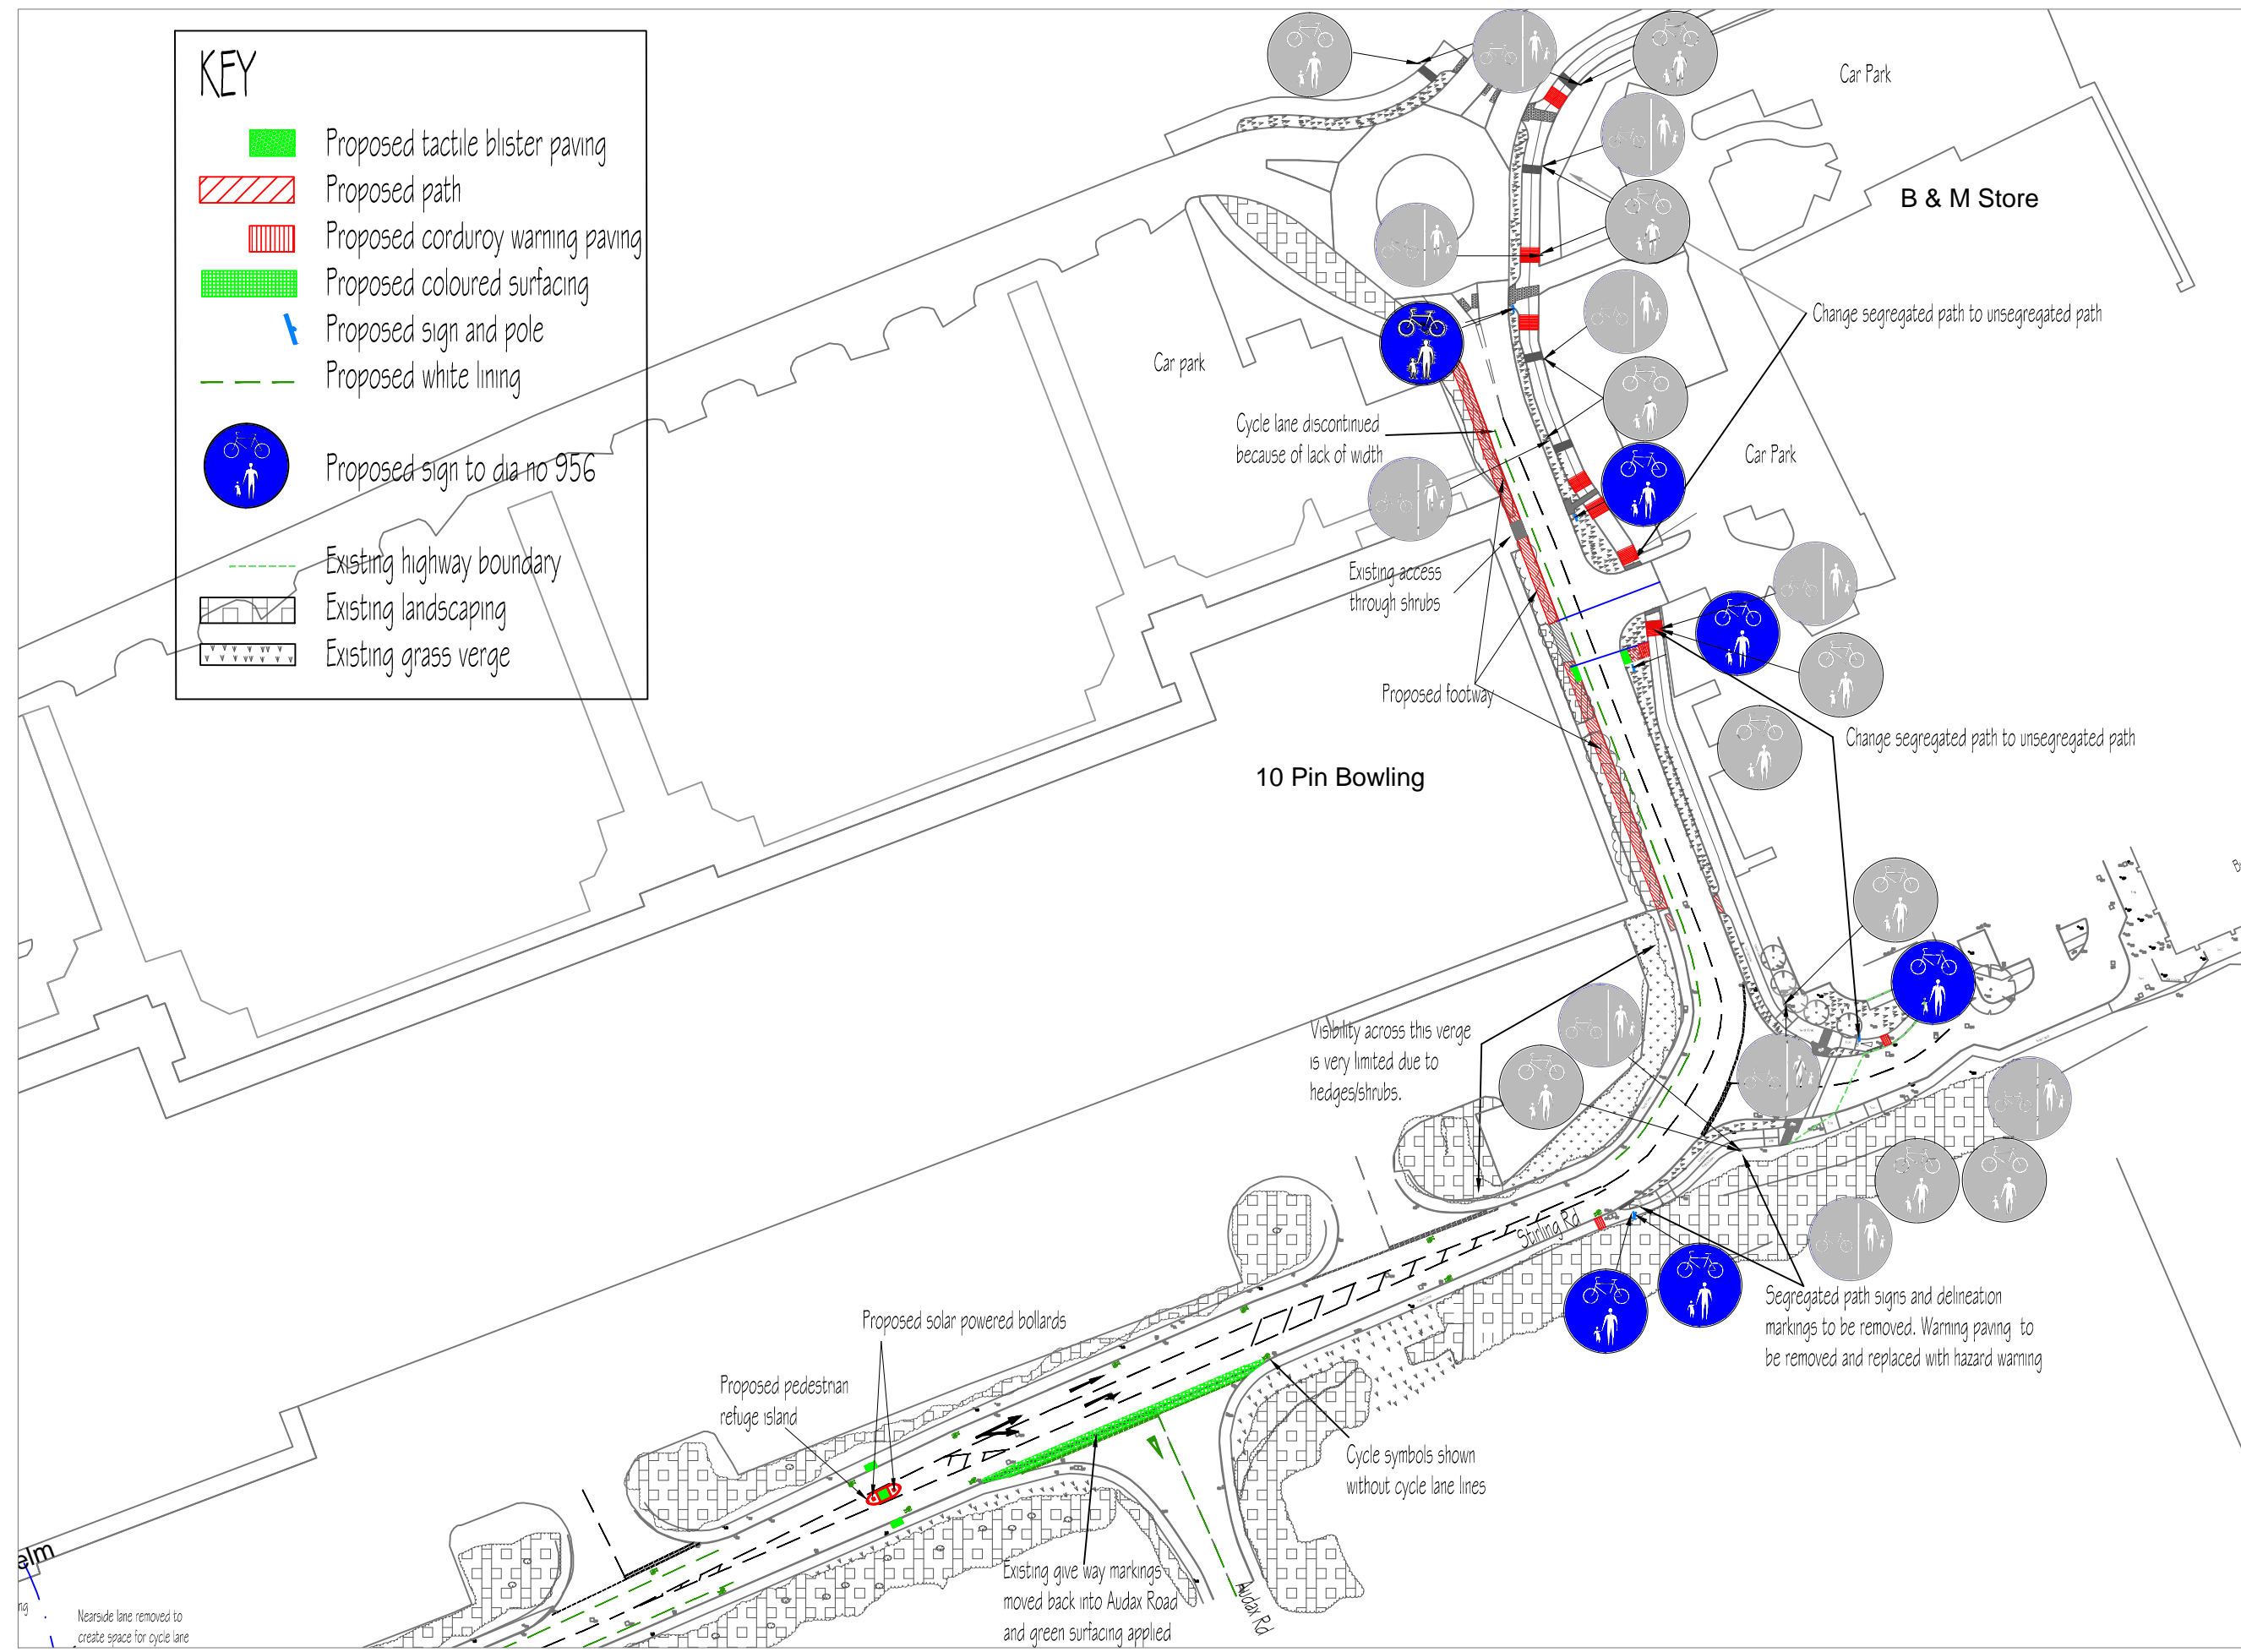 KEY
Proposed tactile blister paving
Proposed path
Proposed corduroy warning paving
Proposed coloured surfacing
Proposed sign and pole
Proposed white lining
Proposed sign to dia no 956
Existing highway boundary
Existing landscaping
Existing grass verge
Car Park
B & M Store
Change segregated path to unsegregated path
Car park
Cycle lane discontinued
because of lack of width
Car Park
Existing access
through shrubs
Proposed footway
Change segregated path to unsegregated path
10 Pin Bowling
Visibility across this verge
is very limited due to
hedges/shrubs.
Stirling Rd
Segregated path signs and delineation
markings to be removed. Warning paving to
be removed and replaced with hazard warning
Proposed solar powered bollards
Proposed pedestrian
refuge island
Cycle symbols shown
without cycle lane lines
Existing give way markings
moved back into Audax Road
and green surfacing applied
Audax Rd
elm
ng
Nearside lane removed to
create space for cycle lane